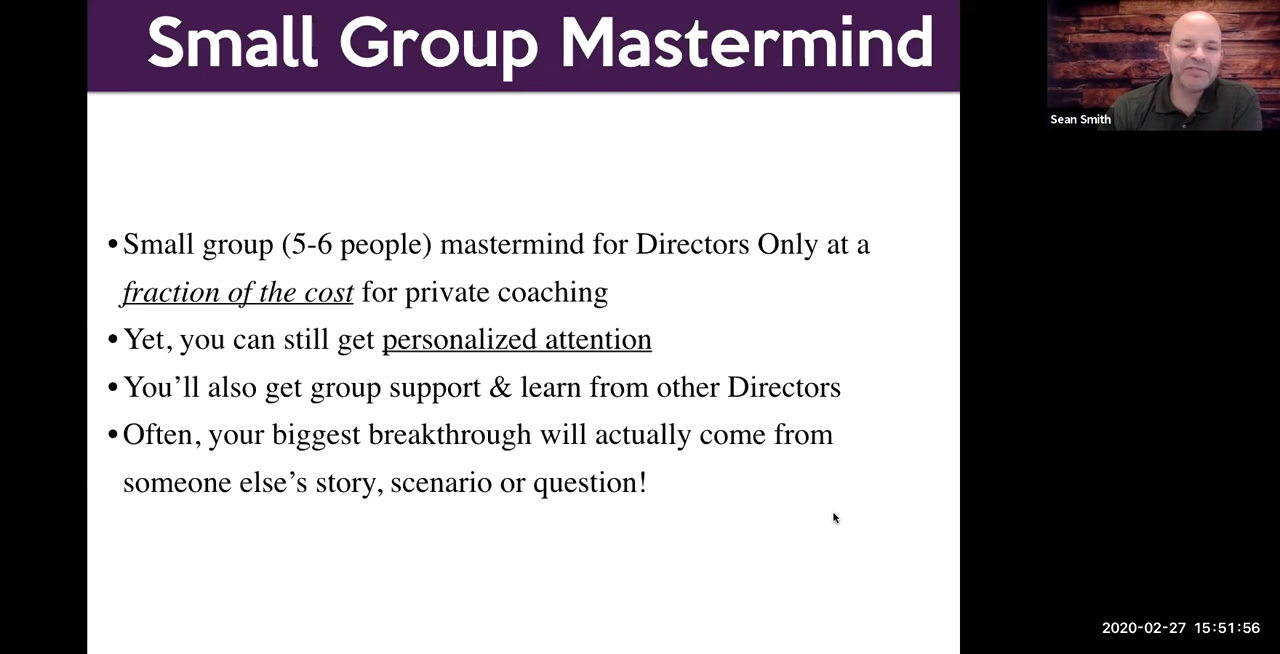 Small Group Mastermind
Sean Smith
•Small group (5-6 people) mastermind for Directors Only at a
fraction of the cost for private coaching
•Yet, you can still get personalized attention
•You’ll also get group support & learn from other Directors
•Often, your biggest breakthrough will actually come from
someone else’s story, scenario or question!
2020-02-27 15:51:56